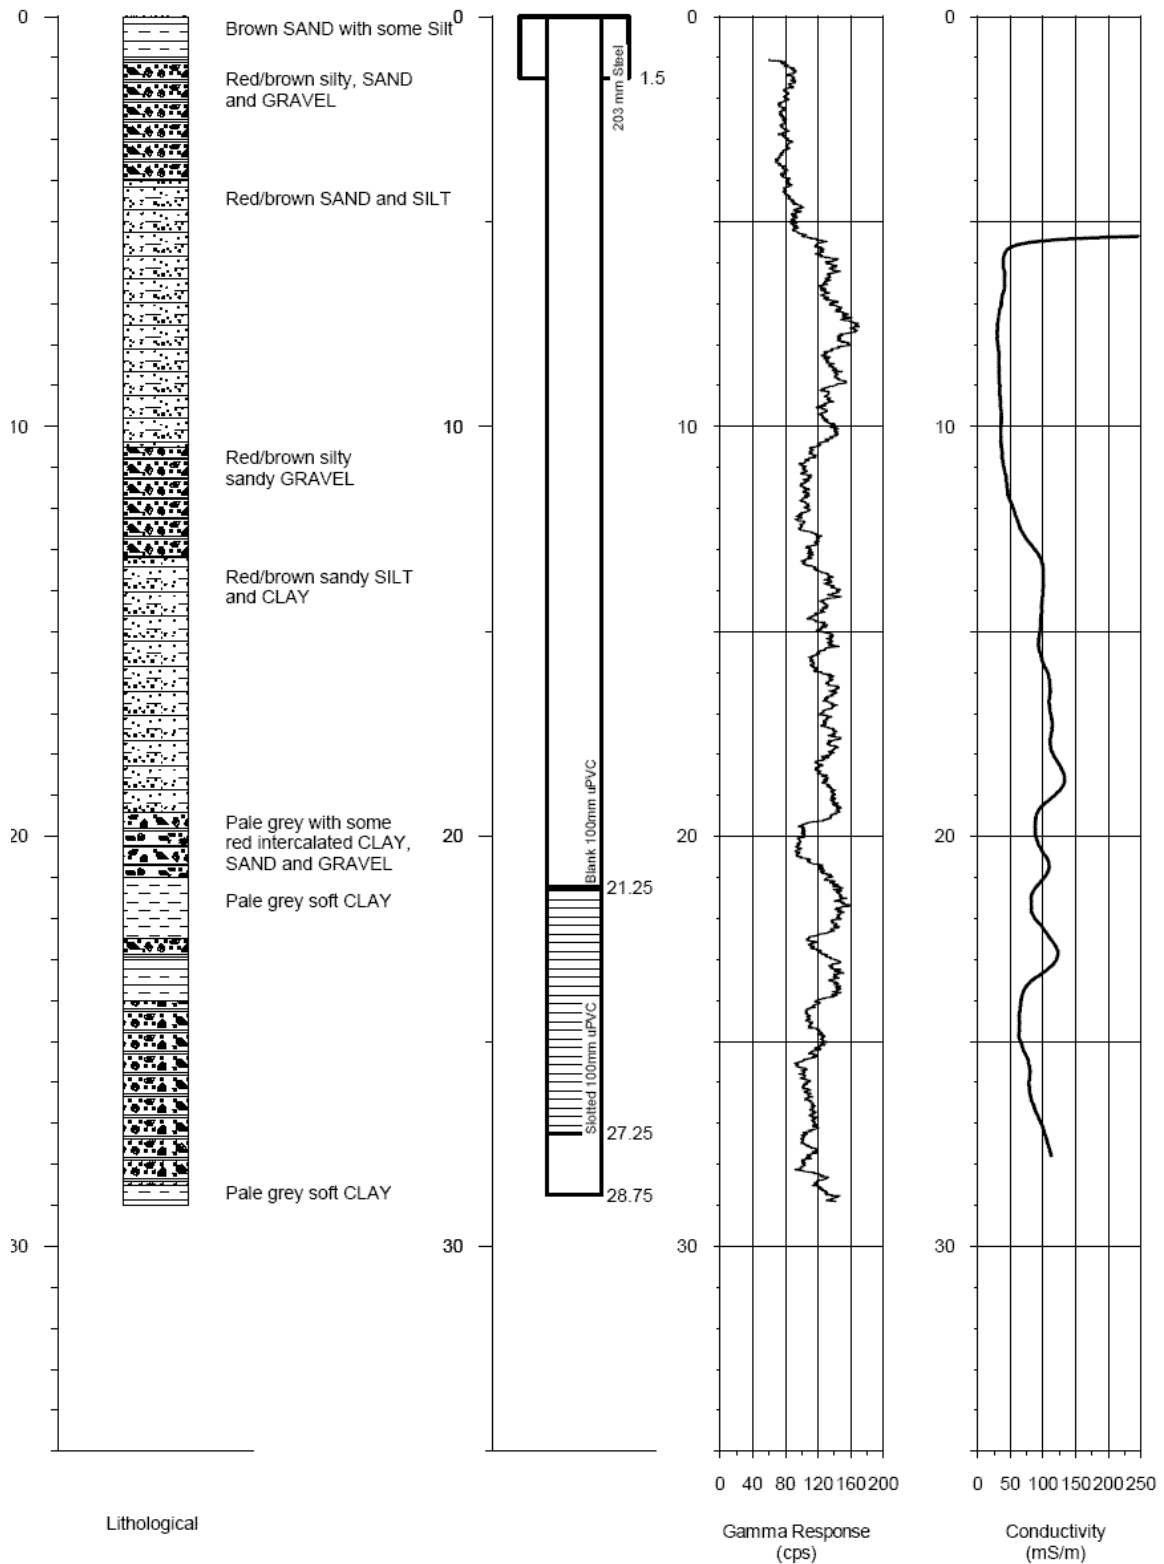 0
0
0
0
Brown SAND with some Silt
Red/brown silty, SAND
and GRAVEL
203 mm Steel
1.5
Red/brown SAND and SILT
10
10
10
10
Red/brown silty
sandy GRAVEL
Red/brown sandy SILT
and CLAY
Pale grey with some
red intercalated CLAY,
SAND and GRAVEL
20
20
20
20
Blank 100mm uPVC
21.25
Pale grey soft CLAY
Slotted 100mm uPVC
27.25
Pale grey soft CLAY
28.75
30
30
30
30
0 40 80 120 160 200
0 50 100 150 200 250
Lithological
Gamma Response
(cps)
Conductivity
(mS/m)